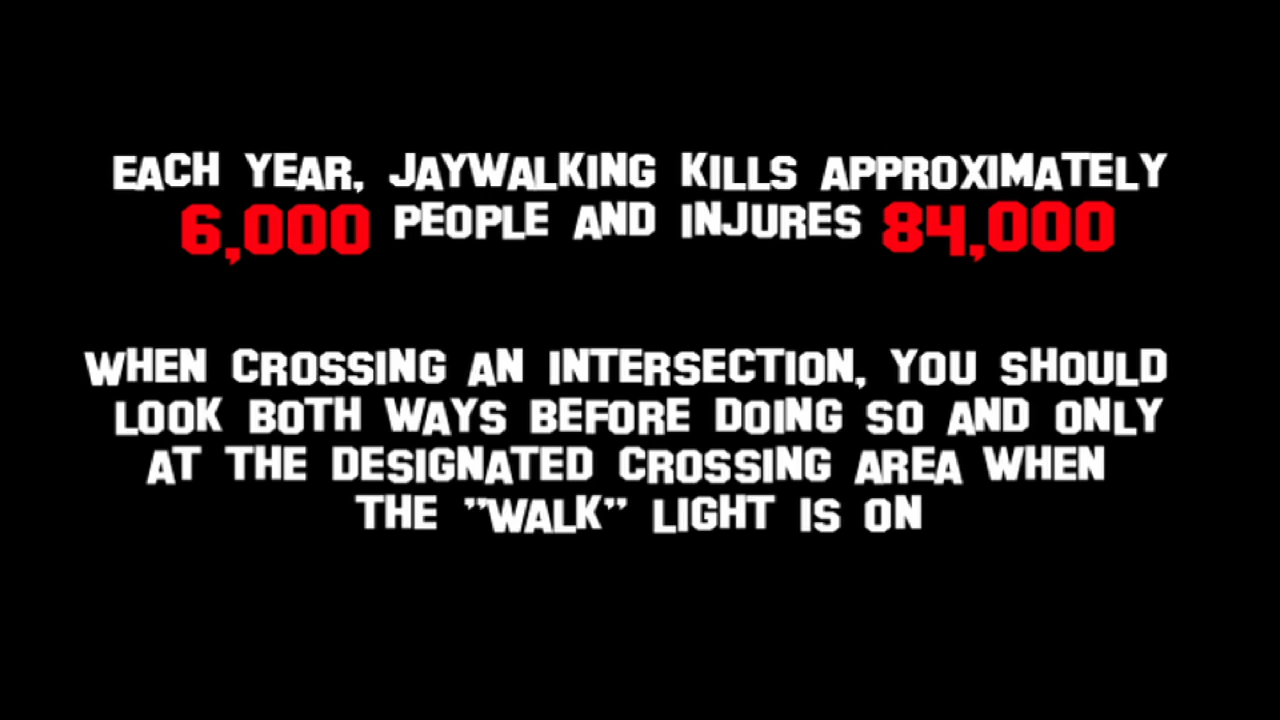 EACH YEAR, JAYWALKING KILLS APPROXIMATELY
6,000 PEOPLE AND INJURES 84,000
WHEN CROSSING AN INTERSECTION, YOU SHOULD
LOOK BOTH WAYS BEFORE DOING SO AND ONLY
AT THE DESIGNATED CROSSING AREA WHEN
THE "WALK" LIGHT IS ON